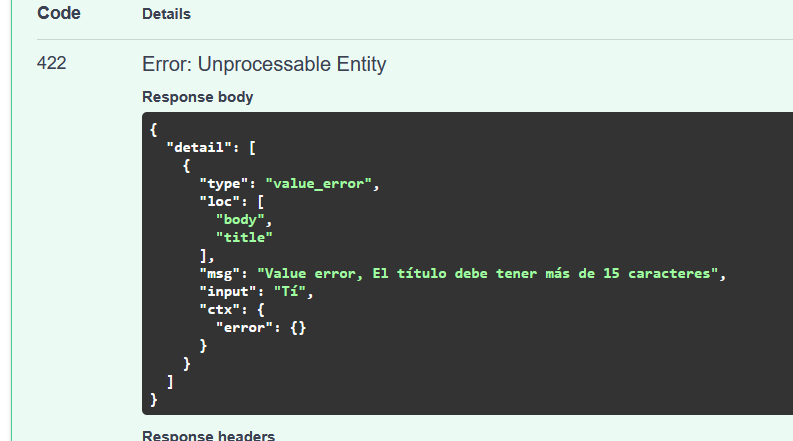 Code Details
422 Error: Unprocessable Entity
Response body
{
  "detail": [
    {
      "type": "value_error",
      "loc": [
        "body",
        "title"
      ],
      "msg": "Value error, El título debe tener más de 15 caracteres",
      "input": "Tí",
      "ctx": {
        "error": {}
      }
    }
  ]
}
Response headers